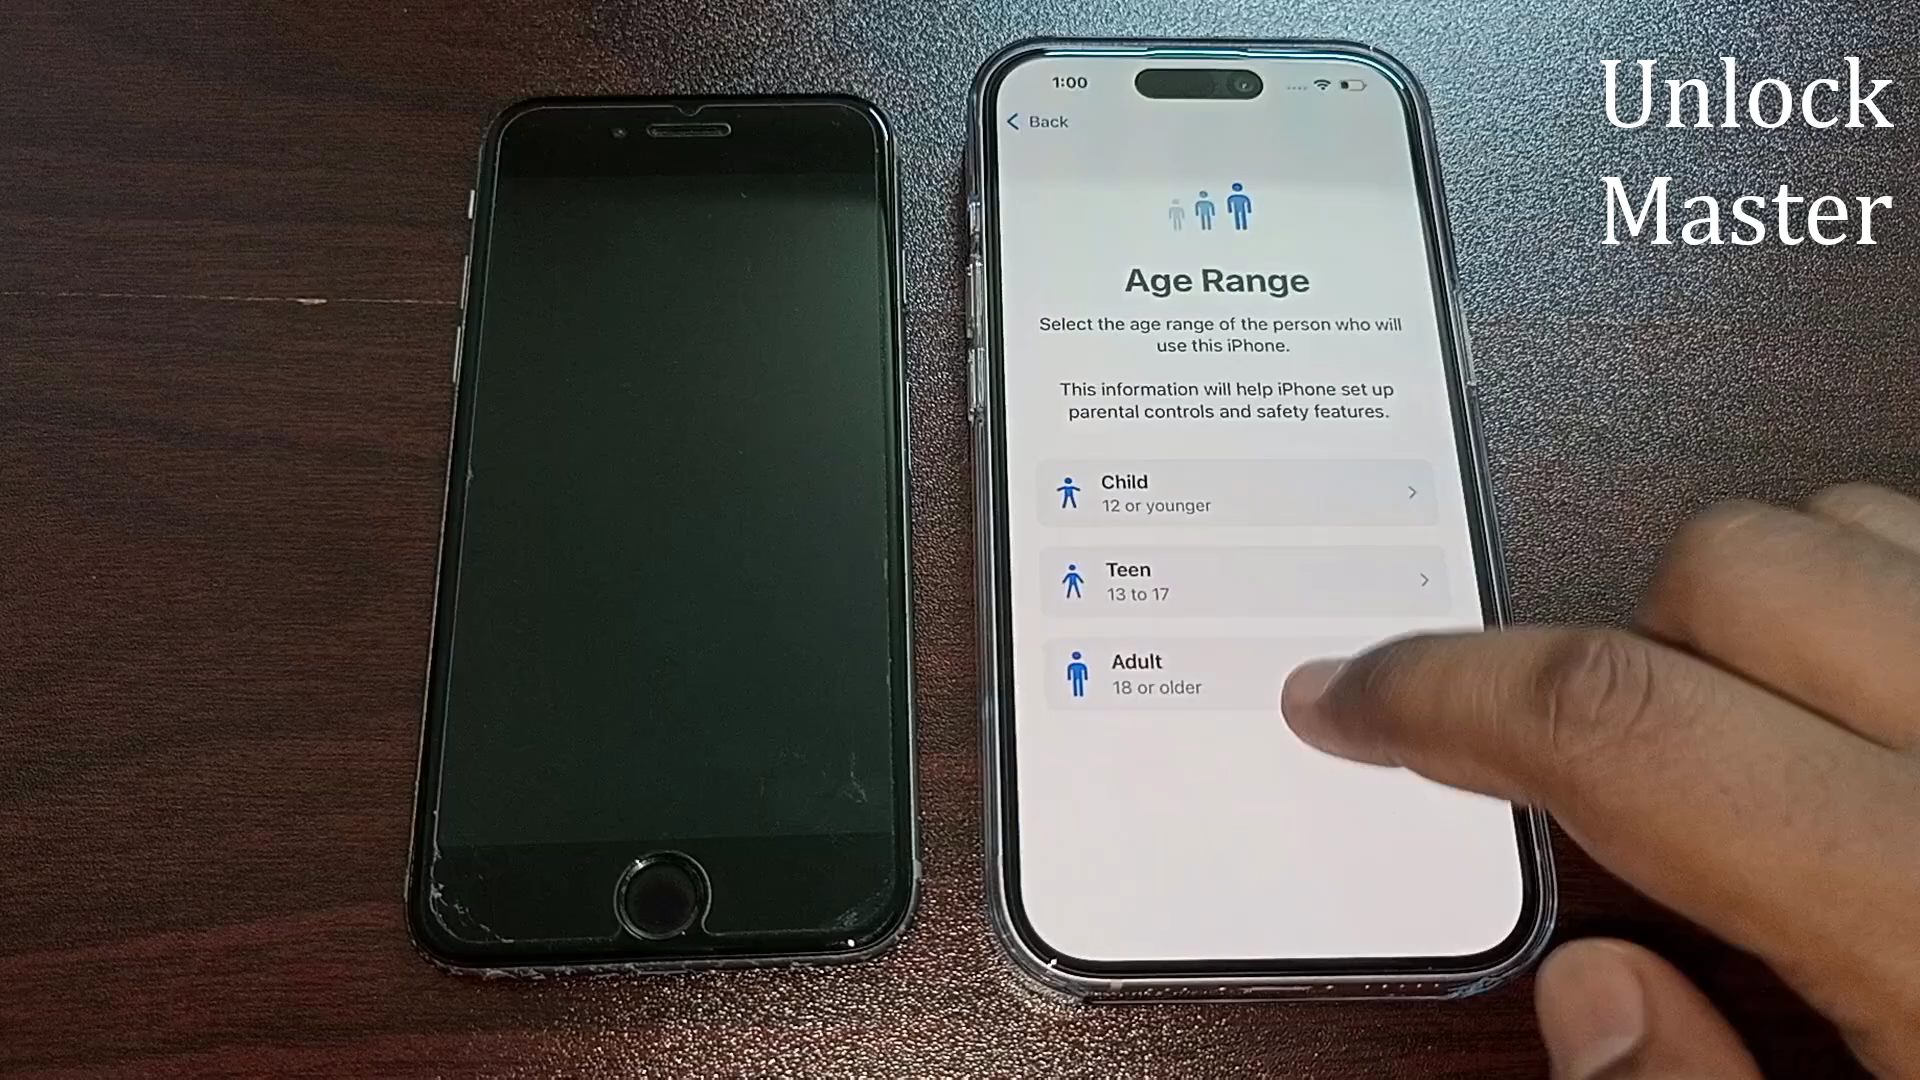 Unlock
Master
1:00
Back
Age Range
Select the age range of the person who will
use this iPhone.
This information will help iPhone set up
parental controls and safety features.
Child
12 or younger
Teen
13 to 17
Adult
18 or older